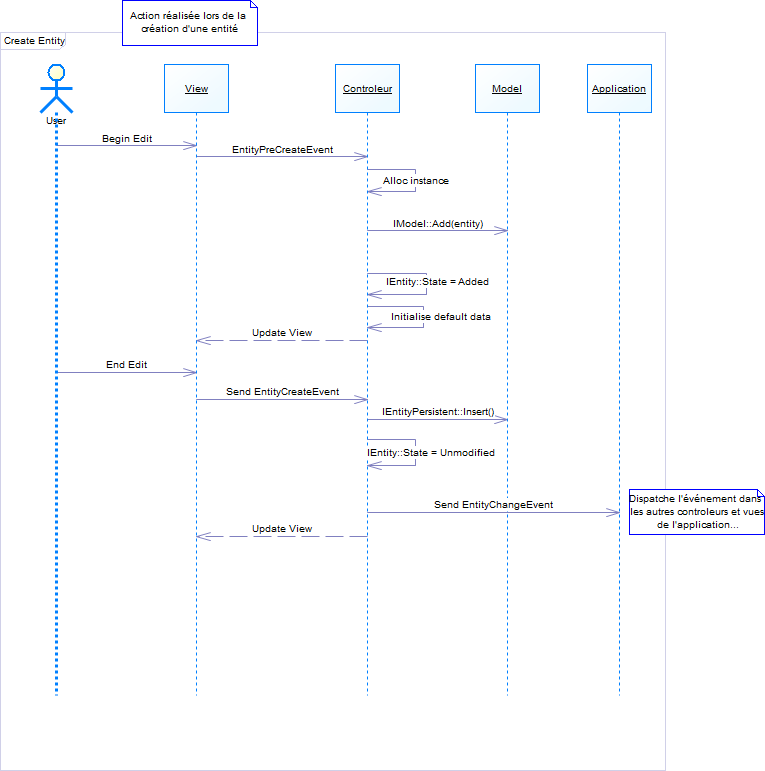 Action réalisée lors de la
création d'une entité
Create Entity
User
View
Controleur
Model
Application
Begin Edit
EntityPreCreateEvent
Alloc instance
IModel::Add(entity)
IEntity::State = Added
Initialise default data
Update View
End Edit
Send EntityCreateEvent
IEntityPersistent::Insert()
IEntity::State = Unmodified
Send EntityChangeEvent
Dispatche l'événement dans
les autres controleurs et vues
de l'application...
Update View